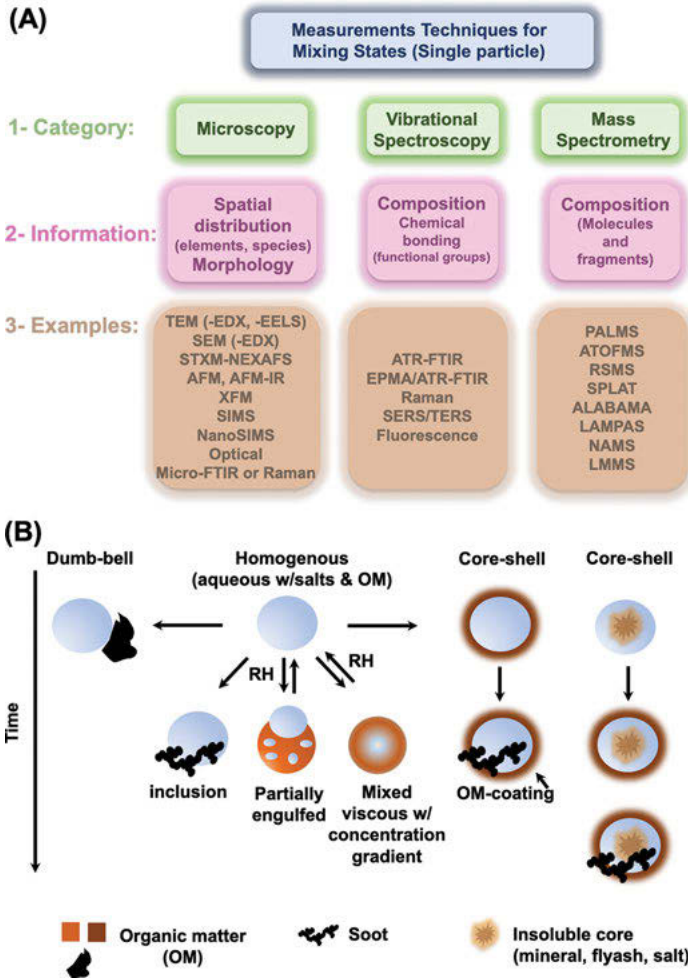 (A)
Measurements Techniques for
Mixing States (Single particle)
1- Category:
Microscopy
Vibrational
Spectroscopy
Mass
Spectrometry
2- Information:
Spatial
distribution
(elements, species)
Morphology
Composition
Chemical
bonding
(functional groups)
Composition
(Molecules
and
fragments)
3- Examples:
TEM (-EDX, -EELS)
SEM (-EDX)
STXM-NEXAFS
AFM, AFM-IR
XFM
SIMS
NanoSIMS
Optical
Micro-FTIR or Raman
ATR-FTIR
EPMA/ATR-FTIR
Raman
SERS/TERS
Fluorescence
PALMS
ATOFMS
RSMS
SPLAT
ALABAMA
LAMPAS
NAMS
LMMS
(B)
Dumb-bell
Homogenous
(aqueous w/salts & OM)
Core-shell
Core-shell
Time
RH
RH
inclusion
Partially
engulfed
Mixed
viscous w/
concentration
gradient
OM-coating
Organic matter
(OM)
Soot
Insoluble core
(mineral, flyash, salt)